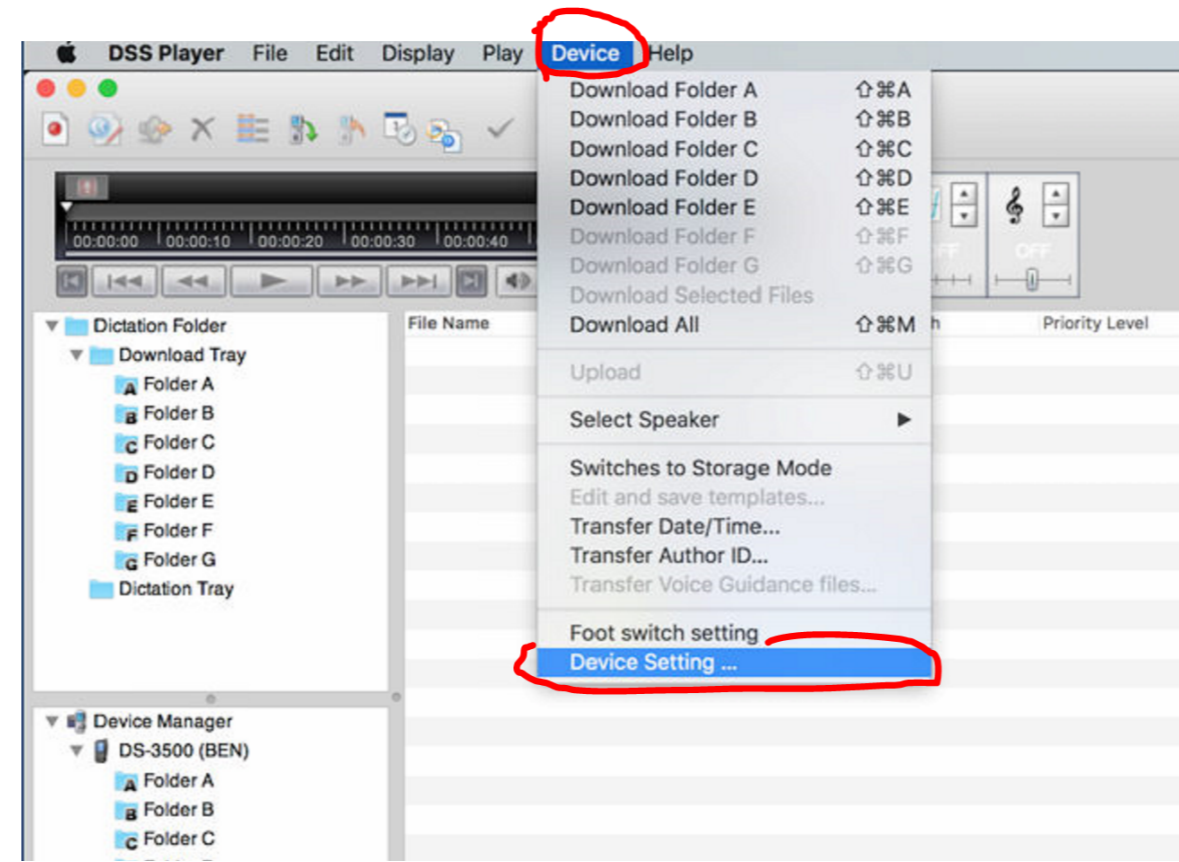 DSS Player File Edit Display Play Device Help
Download Folder A ⇧⌘A
Download Folder B ⇧⌘B
Download Folder C ⇧⌘C
Download Folder D ⇧⌘D
Download Folder E ⇧⌘E
Download Folder F ⇧⌘F
Download Folder G ⇧⌘G
Download Selected Files
Download All ⇧⌘M
Upload ⇧⌘U
Select Speaker
Switches to Storage Mode
Edit and save templates...
Transfer Date/Time...
Transfer Author ID...
Transfer Voice Guidance files...
Foot switch setting
Device Setting ...
00:00:00 00:00:10 00:00:20 00:00:30 00:00:40
OFF
File Name
Priority Level
Dictation Folder
Download Tray
A Folder A
B Folder B
C Folder C
D Folder D
E Folder E
F Folder F
G Folder G
Dictation Tray
Device Manager
DS-3500 (BEN)
A Folder A
B Folder B
C Folder C